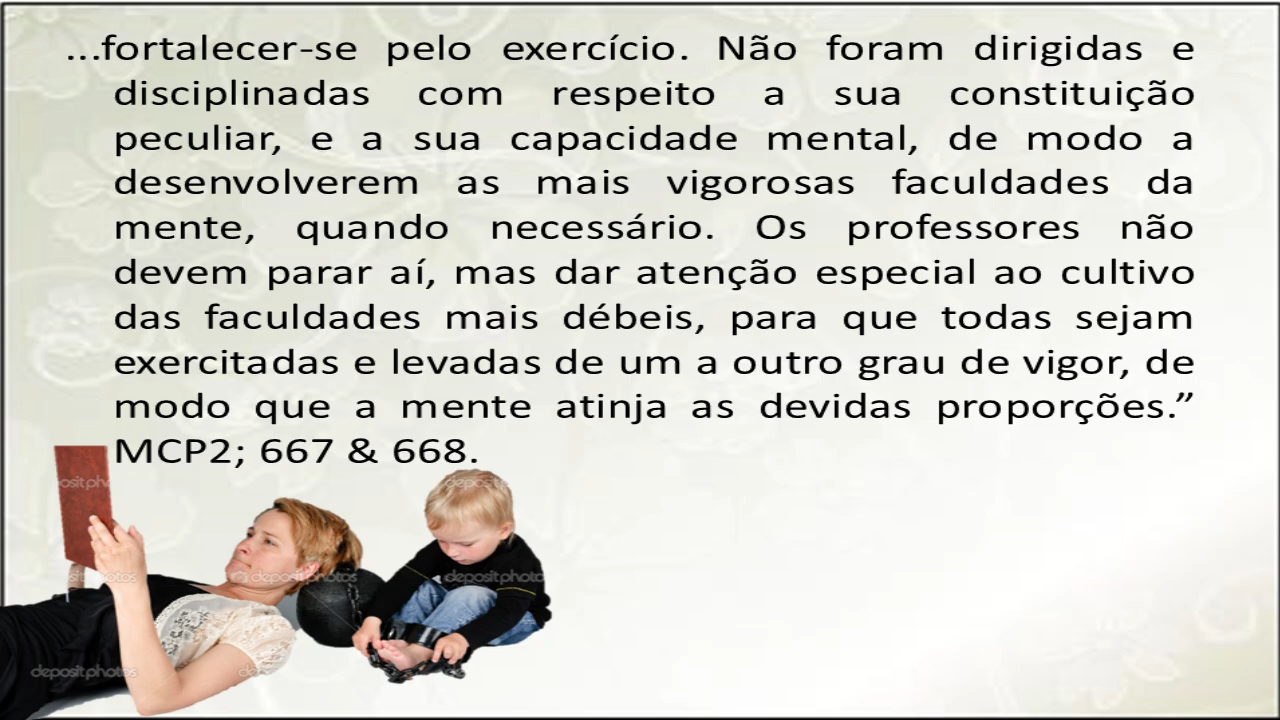 ...fortalecer-se pelo exercício. Não foram dirigidas e
disciplinadas com respeito a sua constituição
peculiar, e a sua capacidade mental, de modo a
desenvolverem as mais vigorosas faculdades da
mente, quando necessário. Os professores não
devem parar aí, mas dar atenção especial ao cultivo
das faculdades mais débeis, para que todas sejam
exercitadas e levadas de um a outro grau de vigor, de
modo que a mente atinja as devidas proporções.”
MCP2; 667 & 668.
depositphotos
depositphoto
depositphotos